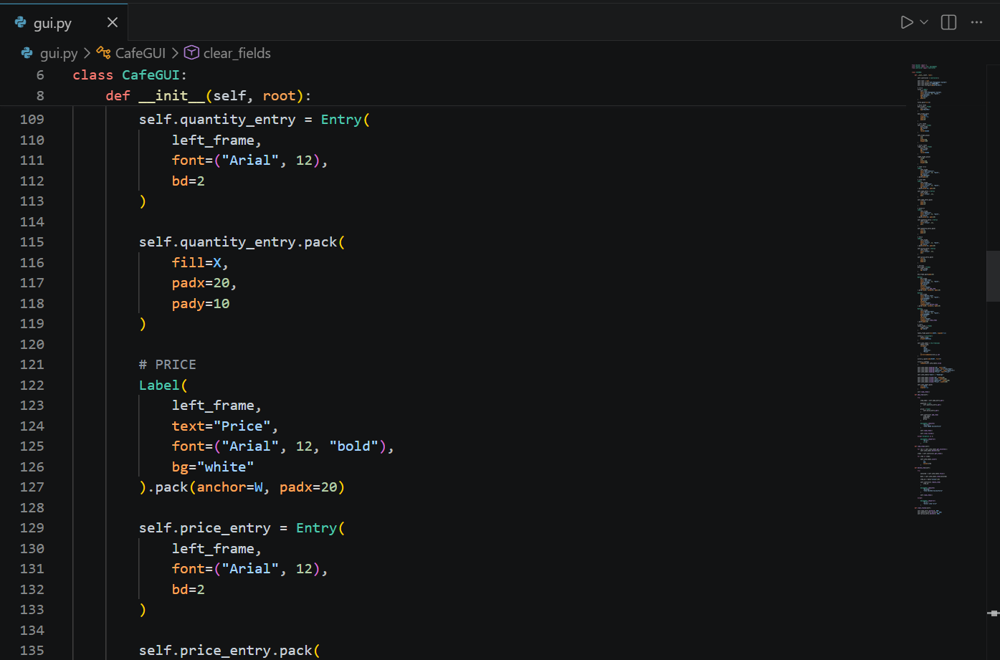 gui.py
gui.py > CafeGUI > clear_fields
6 class CafeGUI:
8     def __init__(self, root):
109         self.quantity_entry = Entry(
110             left_frame,
111             font=("Arial", 12),
112             bd=2
113         )
114
115         self.quantity_entry.pack(
116             fill=X,
117             padx=20,
118             pady=10
119         )
120
121         # PRICE
122         Label(
123             left_frame,
124             text="Price",
125             font=("Arial", 12, "bold"),
126             bg="white"
127         ).pack(anchor=W, padx=20)
128
129         self.price_entry = Entry(
130             left_frame,
131             font=("Arial", 12),
132             bd=2
133         )
134
135         self.price_entry.pack(